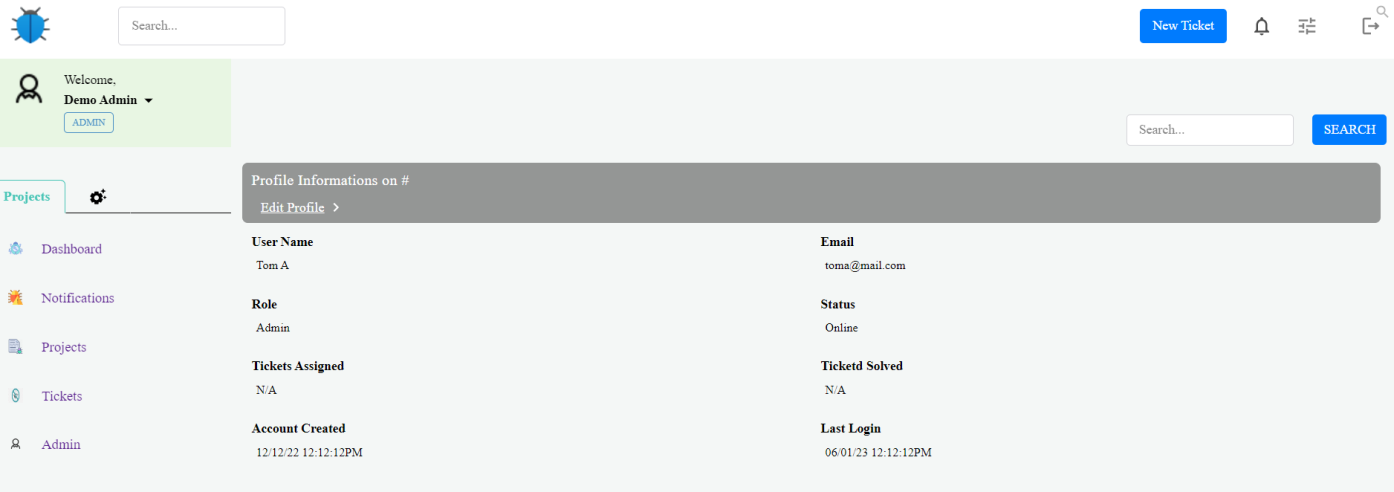 Search...
New Ticket
Welcome,
Demo Admin
ADMIN
Search...
SEARCH
Projects
Profile Informations on #
Edit Profile
Dashboard
Notifications
Projects
Tickets
Admin
User Name
Email
Tom A
toma@mail.com
Role
Status
Admin
Online
Tickets Assigned
Ticketd Solved
N/A
N/A
Account Created
Last Login
12/12/22 12:12:12PM
06/01/23 12:12:12PM